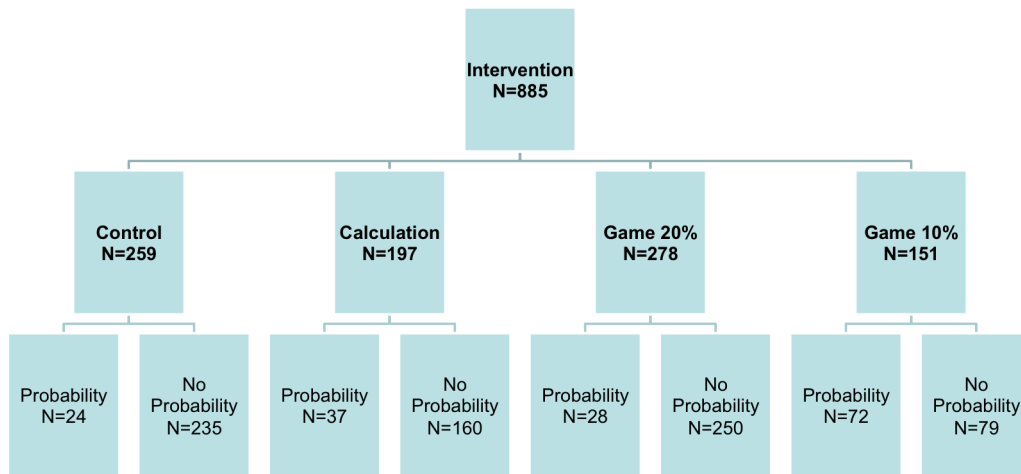 Intervention
N=885
Control
N=259
Calculation
N=197
Game 20%
N=278
Game 10%
N=151
Probability
N=24
No
Probability
N=235
Probability
N=37
No
Probability
N=160
Probability
N=28
No
Probability
N=250
Probability
N=72
No
Probability
N=79